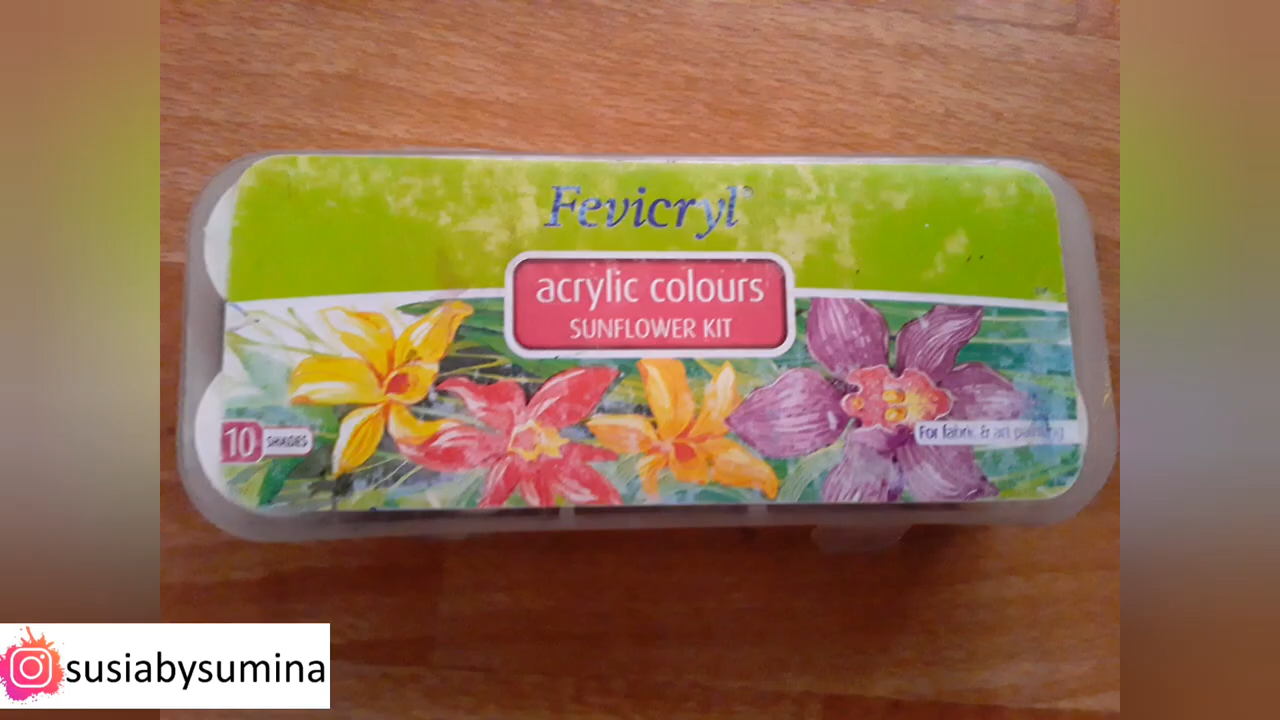 Fevicryl
acrylic colours
SUNFLOWER KIT
10 SHADES
For fabric & art painting
susiabysumina